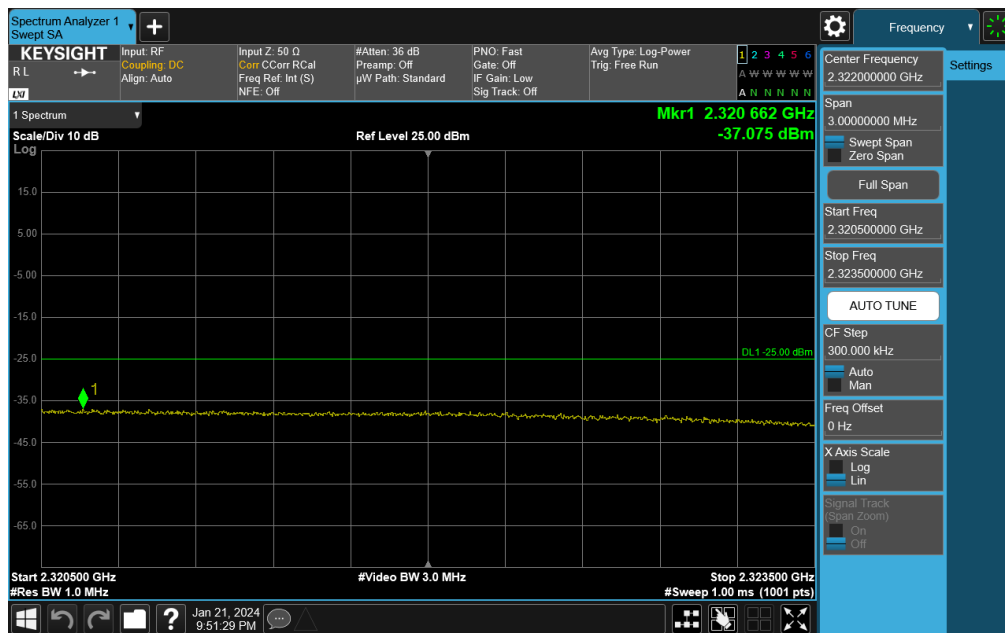 Spectrum Analyzer 1
Swept SA
Frequency
KEYSIGHT
R L
LXI
Input: RF
Coupling: DC
Align: Auto
Input Z: 50 Ω
Corr CCorr RCal
Freq Ref: Int (S)
NFE: Off
#Atten: 36 dB
Preamp: Off
µW Path: Standard
PNO: Fast
Gate: Off
IF Gain: Low
Sig Track: Off
Avg Type: Log-Power
Trig: Free Run
1 2 3 4 5 6
A W W W W W
A N N N N N
1 Spectrum
Scale/Div 10 dB
Log
Ref Level 25.00 dBm
Mkr1 2.320 662 GHz
-37.075 dBm
15.0
5.00
-5.00
-15.0
-25.0
DL1 -25.00 dBm
-35.0
1
-45.0
-55.0
-65.0
Start 2.320500 GHz
#Res BW 1.0 MHz
#Video BW 3.0 MHz
Stop 2.323500 GHz
#Sweep 1.00 ms (1001 pts)
Center Frequency
2.322000000 GHz
Span
3.00000000 MHz
Swept Span
Zero Span
Full Span
Start Freq
2.320500000 GHz
Stop Freq
2.323500000 GHz
AUTO TUNE
CF Step
300.000 kHz
Auto
Man
Freq Offset
0 Hz
X Axis Scale
Log
Lin
Signal Track
(Span Zoom)
On
Off
Settings
?
Jan 21, 2024
9:51:29 PM